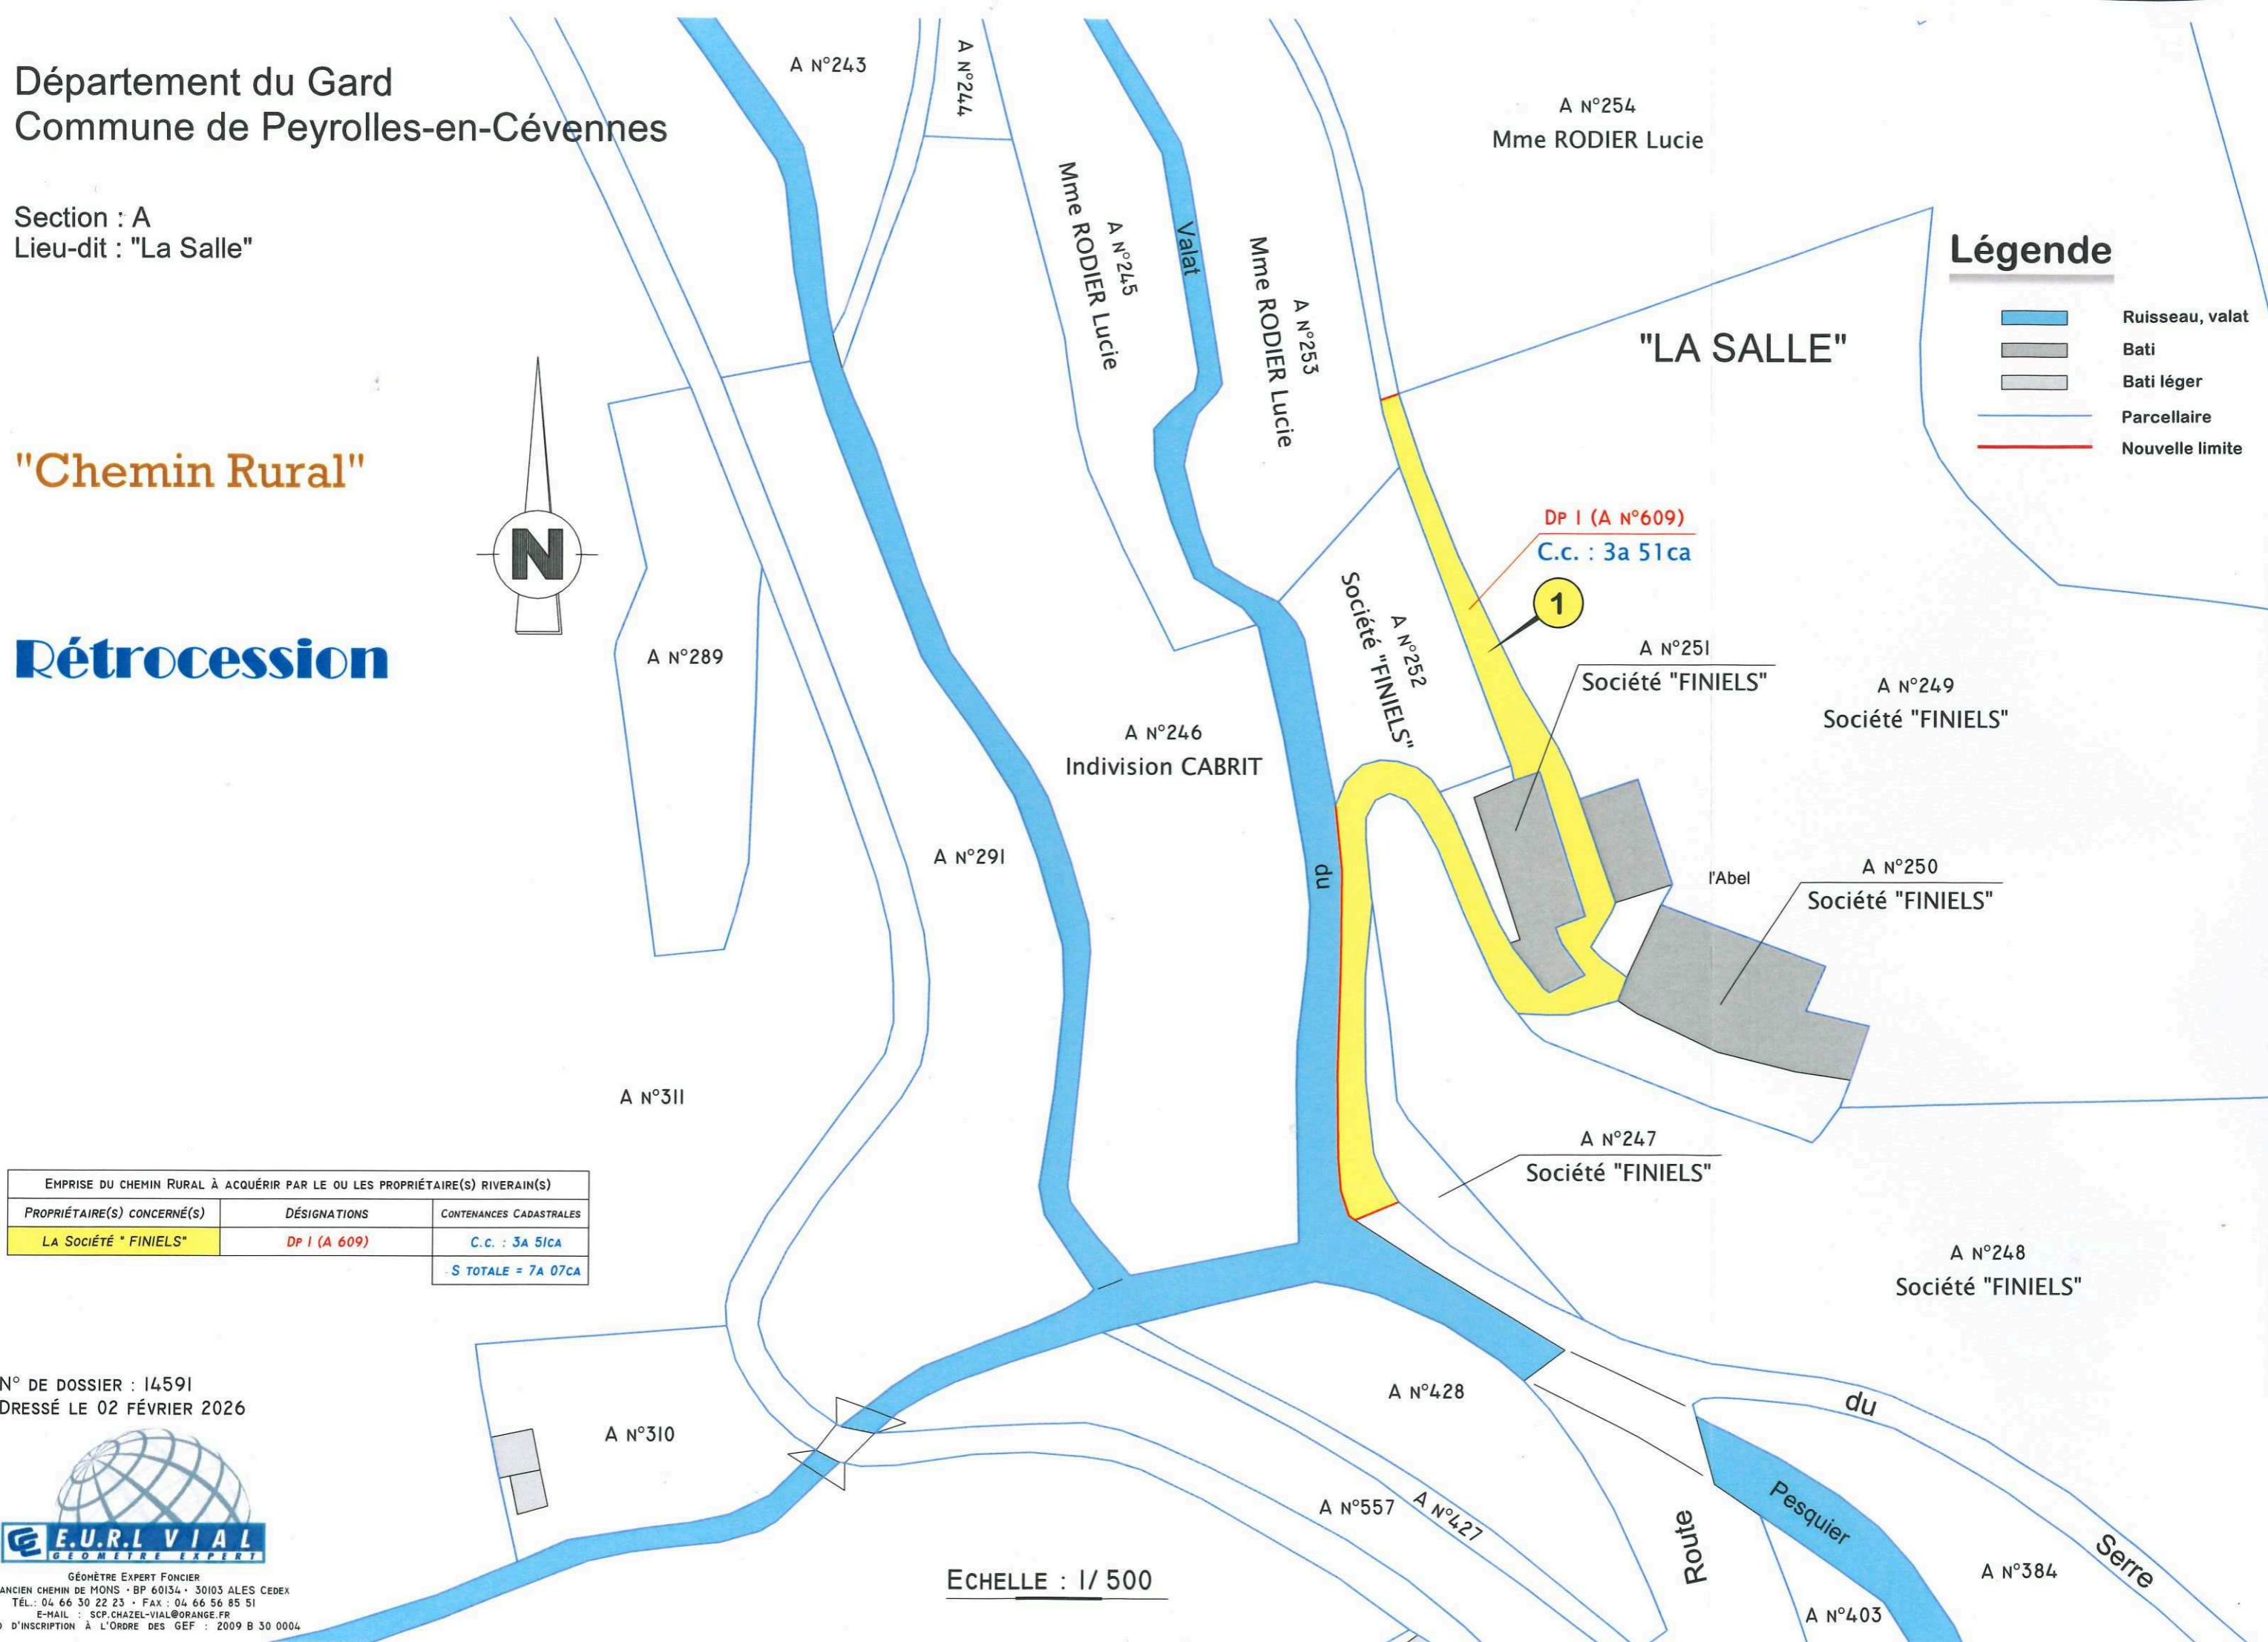 Département du Gard
Commune de Peyrolles-en-Cévennes
Section : A
Lieu-dit : "La Salle"
"Chemin Rural"
Rétrocession
N
A N°243
A N°244
A N°245
Mme RODIER Lucie
Valat
A N°253
Mme RODIER Lucie
A N°254
Mme RODIER Lucie
"LA SALLE"
Légende
Ruisseau, valat
Bati
Bati léger
Parcellaire
Nouvelle limite
DP 1 (A N°609)
C.c. : 3a 51ca
1
A N°252
Société "FINIELS"
A N°251
Société "FINIELS"
A N°249
Société "FINIELS"
A N°289
A N°246
Indivision CABRIT
A N°291
du
l'Abel
A N°250
Société "FINIELS"
A N°311
A N°247
Société "FINIELS"
A N°248
Société "FINIELS"
EMPRISE DU CHEMIN RURAL À ACQUÉRIR PAR LE OU LES PROPRIÉTAIRE(S) RIVERAIN(S)
PROPRIÉTAIRE(S) CONCERNÉ(S) DÉSIGNATIONS CONTENANCES CADASTRALES
LA SOCIÉTÉ " FINIELS" DP 1 (A 609) C.C. : 3A 51CA
S TOTALE = 7A 07CA
N° DE DOSSIER : 14591
DRESSÉ LE 02 FÉVRIER 2026
A N°310
A N°428
A N°557
A N°427
Route
du
Serre
Pesquier
A N°384
A N°403
E.U.R.L VIAL
GEOMETRE EXPERT
GÉOMÈTRE EXPERT FONCIER
ANCIEN CHEMIN DE MONS · BP 60134 · 30103 ALES CEDEX
TÉL.: 04 66 30 22 23 · FAX : 04 66 56 85 51
E-MAIL : SCP.CHAZEL-VIAL@ORANGE.FR
D'INSCRIPTION À L'ORDRE DES GEF : 2009 B 30 0004
ECHELLE : 1/ 500